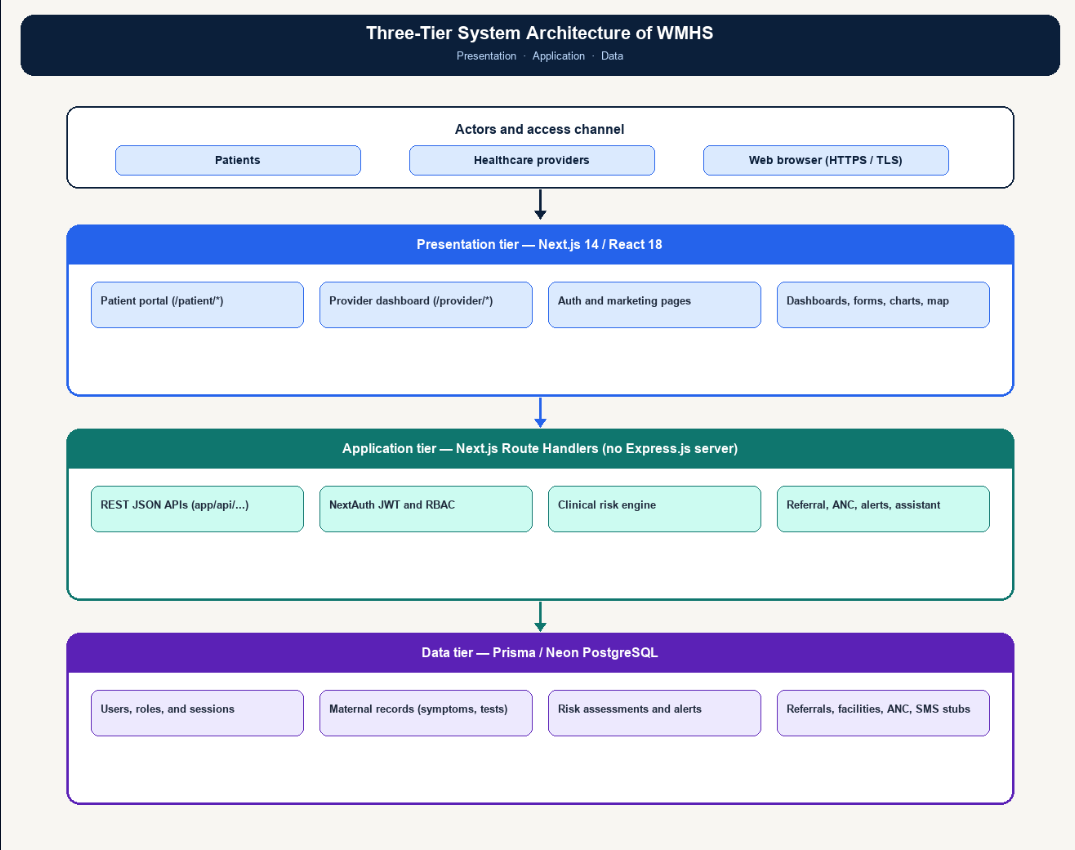 Three-Tier System Architecture of WMHS
Presentation · Application · Data
Actors and access channel
Patients
Healthcare providers
Web browser (HTTPS / TLS)
Presentation tier — Next.js 14 / React 18
Patient portal (/patient/*)
Provider dashboard (/provider/*)
Auth and marketing pages
Dashboards, forms, charts, map
Application tier — Next.js Route Handlers (no Express.js server)
REST JSON APIs (app/api/...)
NextAuth JWT and RBAC
Clinical risk engine
Referral, ANC, alerts, assistant
Data tier — Prisma / Neon PostgreSQL
Users, roles, and sessions
Maternal records (symptoms, tests)
Risk assessments and alerts
Referrals, facilities, ANC, SMS stubs